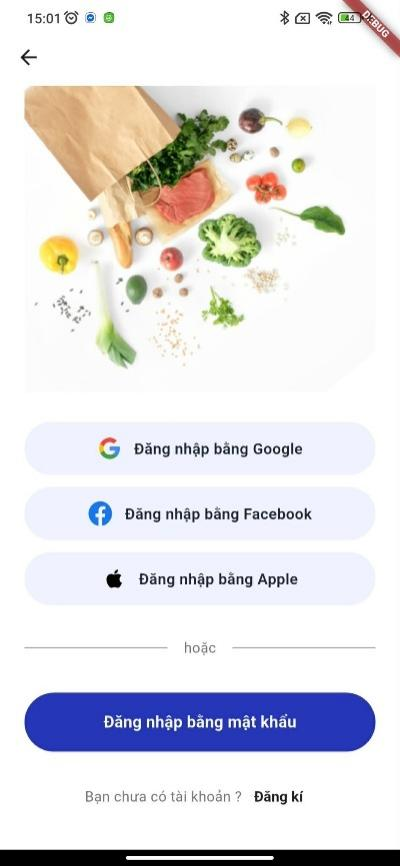 15:01
44
DEBUG
Đăng nhập bằng Google
Đăng nhập bằng Facebook
Đăng nhập bằng Apple
hoặc
Đăng nhập bằng mật khẩu
Bạn chưa có tài khoản ? Đăng kí